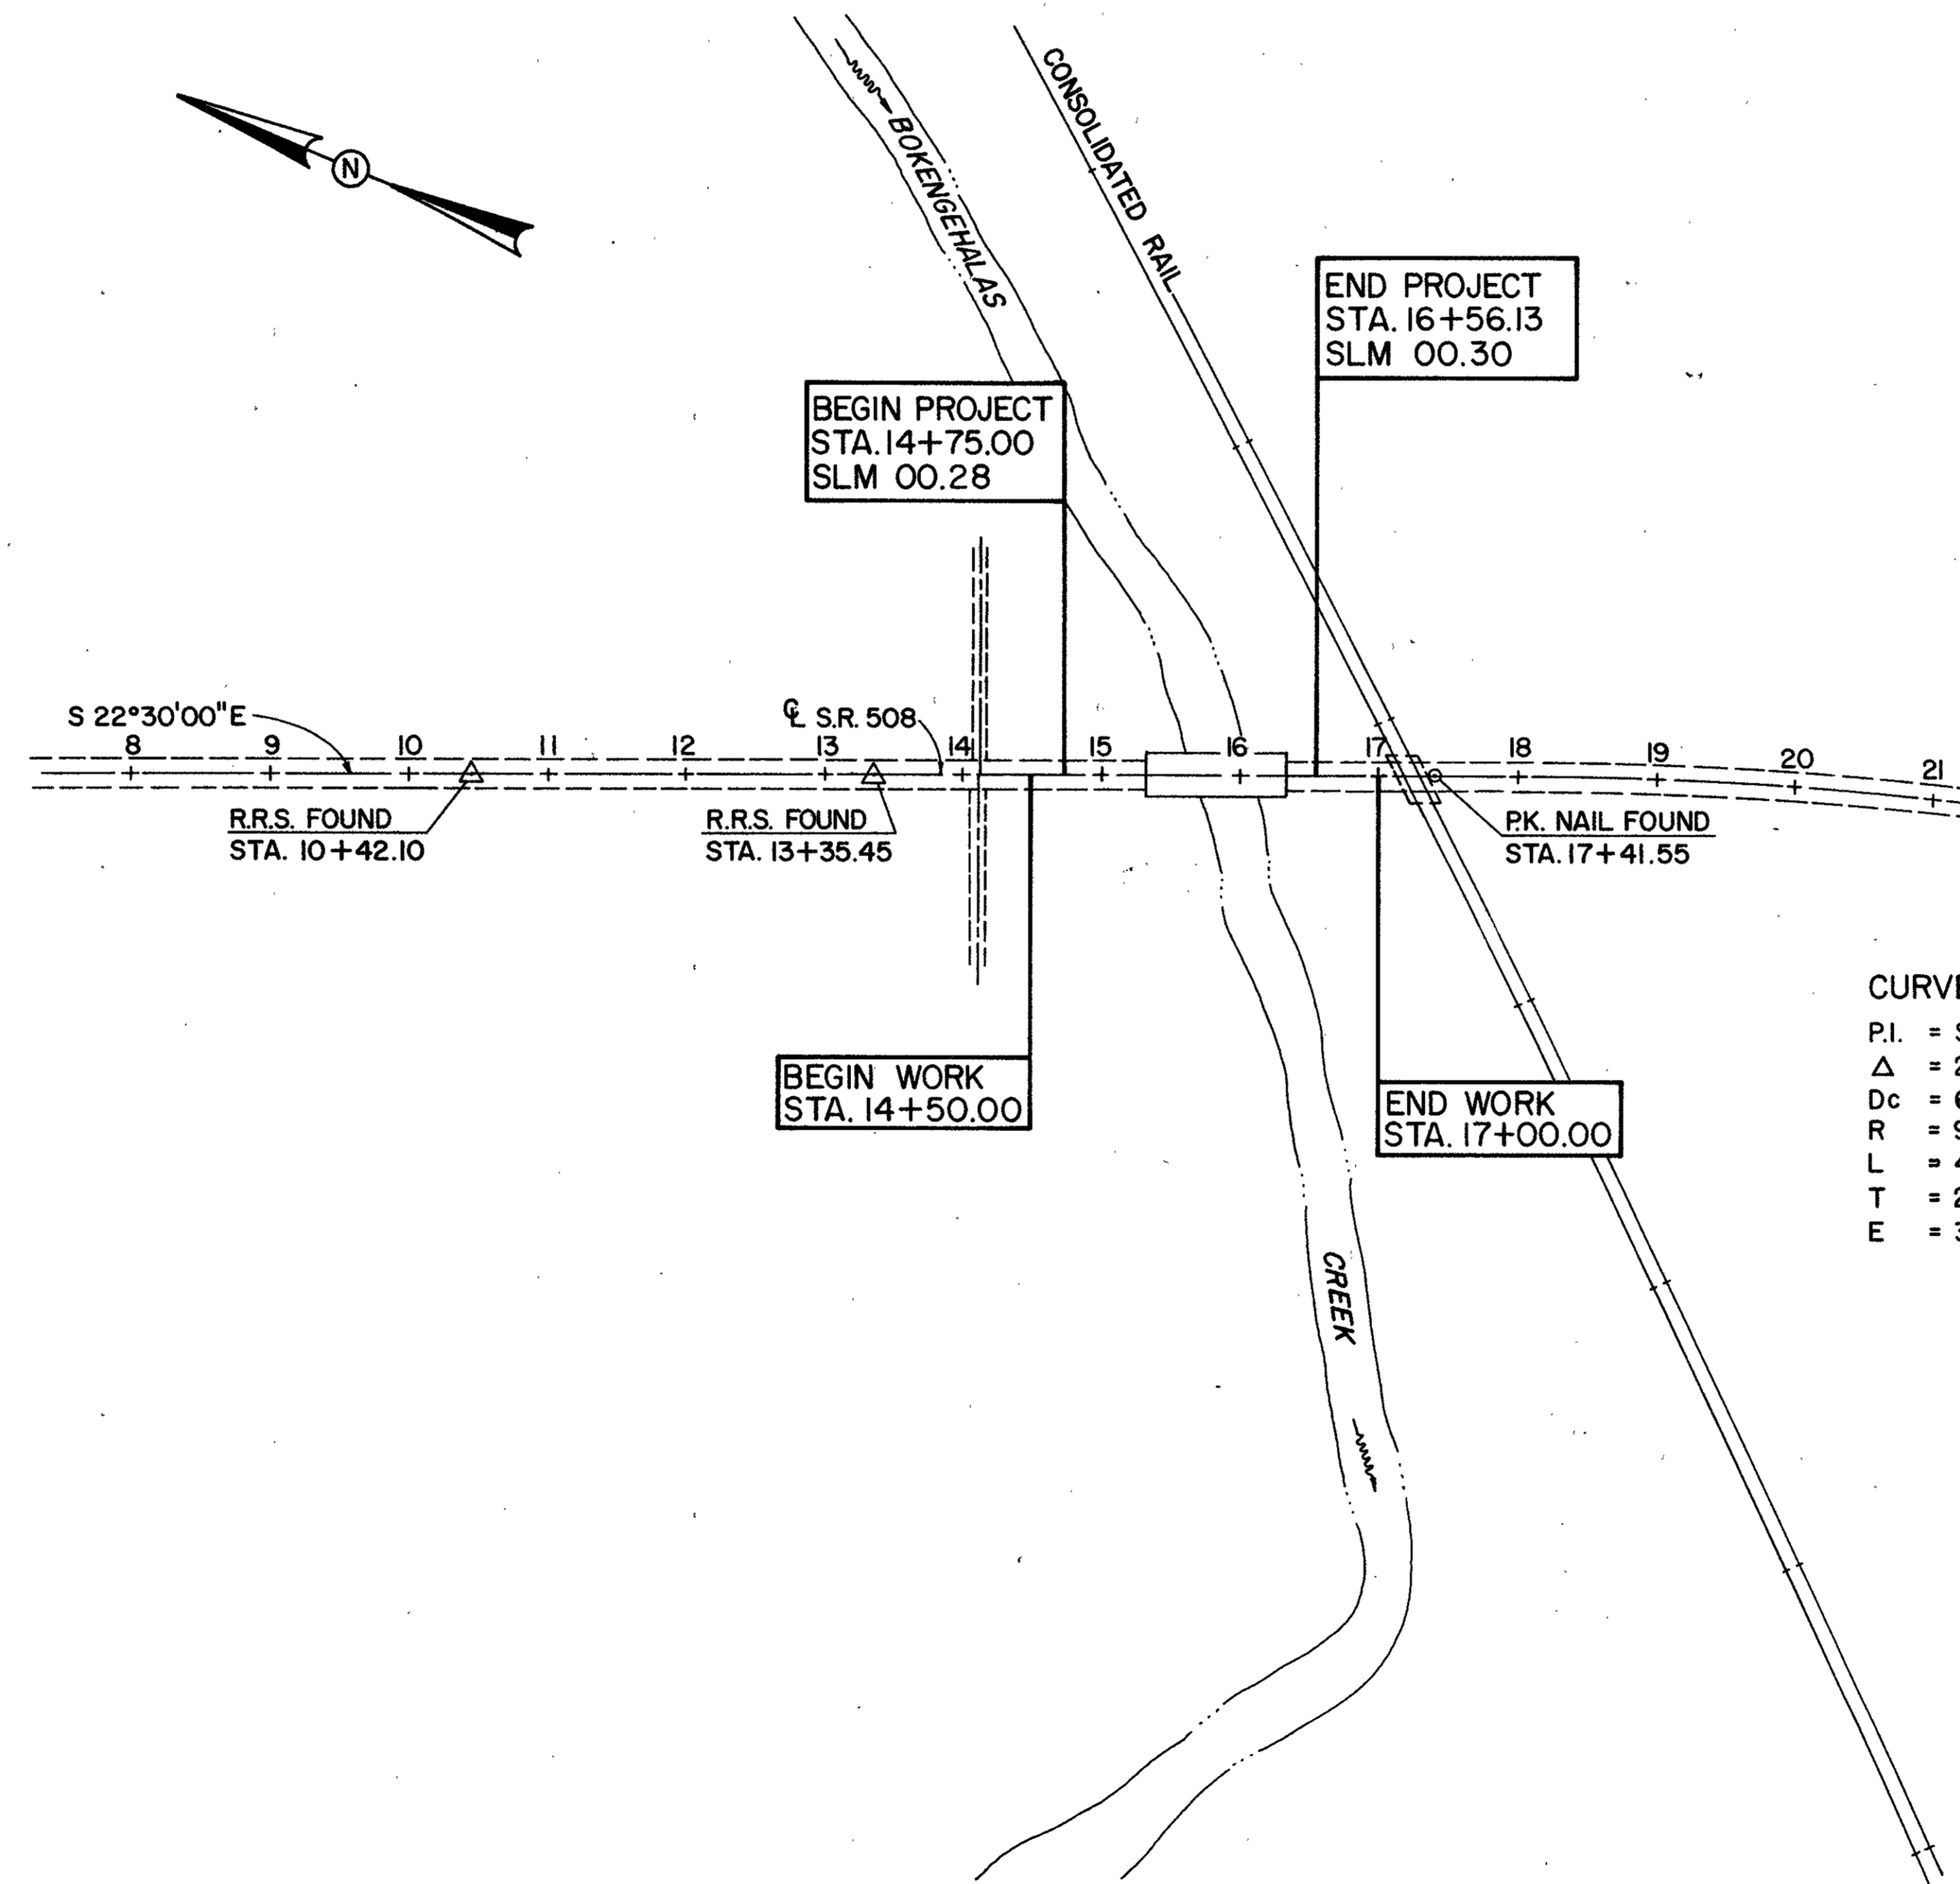 N
BOKENGEHALAS
CONSOLIDATED RAIL
END PROJECT
STA. 16+56.13
SLM 00.30
BEGIN PROJECT
STA. 14+75.00
SLM 00.28
S 22°30'00"E
℄ S.R. 508
8 9 10 11 12 13 14 15 16 17 18 19 20 21
R.R.S. FOUND
STA. 10+42.10
R.R.S. FOUND
STA. 13+35.45
P.K. NAIL FOUND
STA. 17+41.55
BEGIN WORK
STA. 14+50.00
END WORK
STA. 17+00.00
CREEK
P.I. =
Δ = 2
Dc =
R =
L =
T = 2
E =